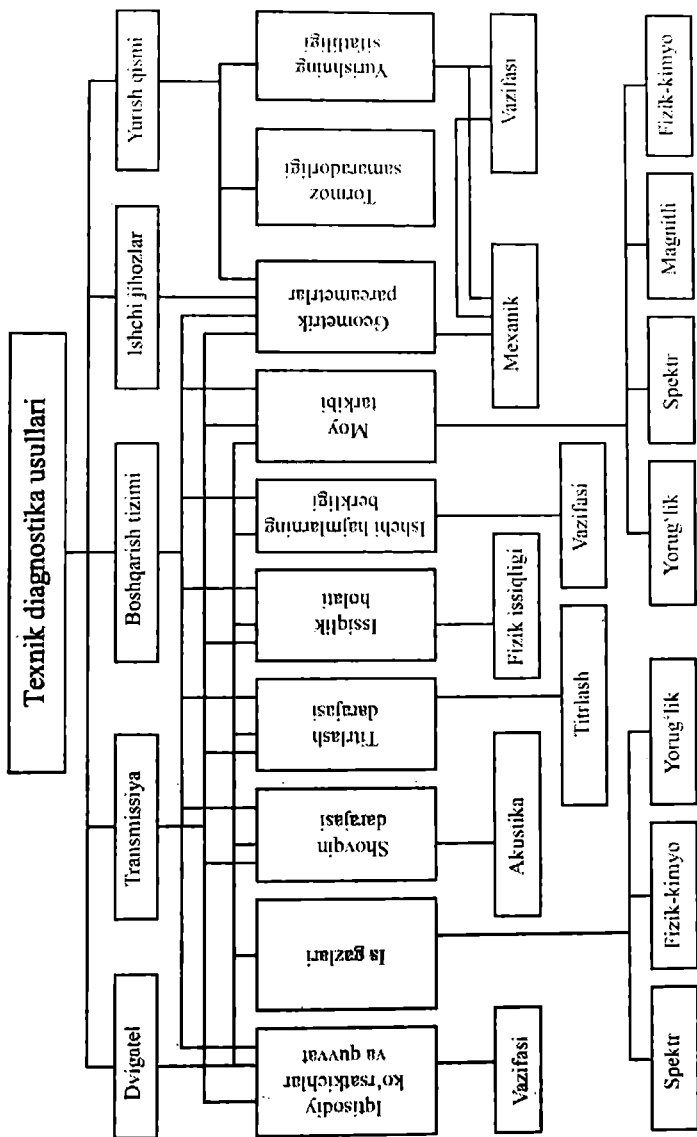 Texnik diagnostika usullari
Dvigatel
Transmissiya
Boshqarish tizimi
Ishchi jihozlar
Yurish qismi
Iqtisodiy
ko'rsatkichlar
va quvvat
Is gazlari
Shovqin
darajasi
Titrlash
darajasi
Issiqlik
holati
Ishchi hajmlarning
berkligi
Moy
tarkibi
Geometrik
parcametrlar
Tormoz
samaradorligi
Yurishning
sifatliligi
Vazifasi
Akustika
Titrlash
Fizik issiqligi
Vazifasi
Mexanik
Vazifasi
Spektr
Fizik-kimyo
Yorug'lik
Yorug'lik
Spektr
Magnitli
Fizik-kimyo